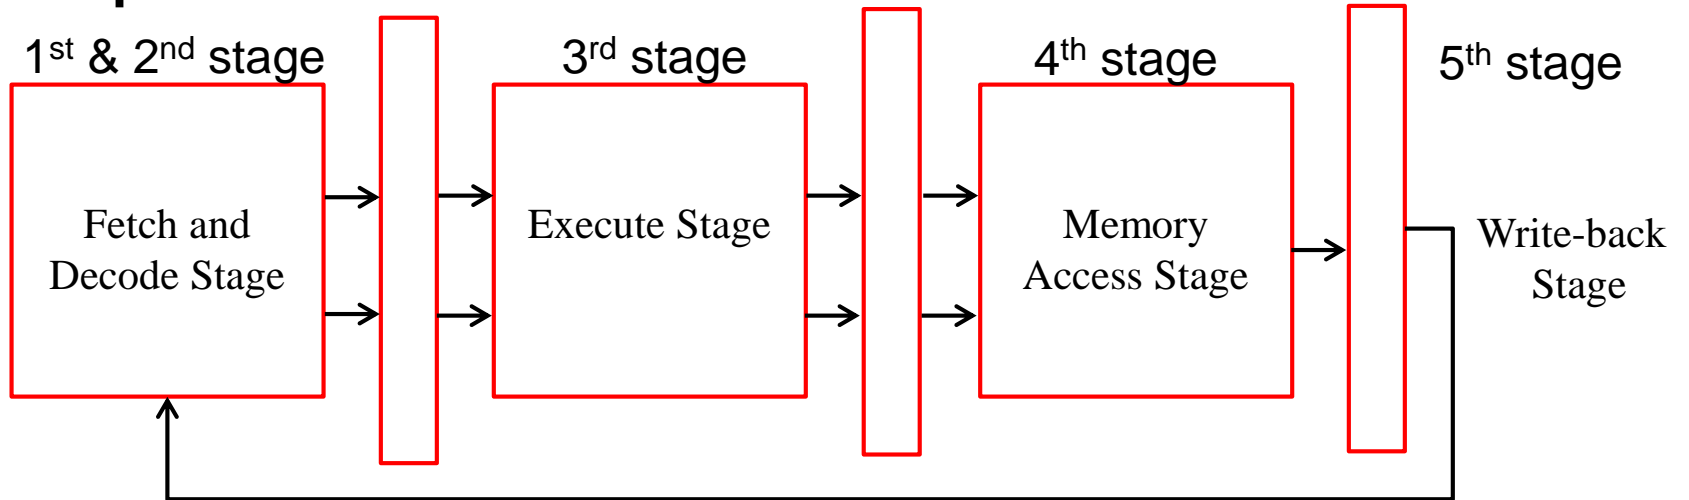 1st & 2nd stage
3rd stage
4th stage
5th stage
Fetch and
Decode Stage
Execute Stage
Memory
Access Stage
Write-back
Stage